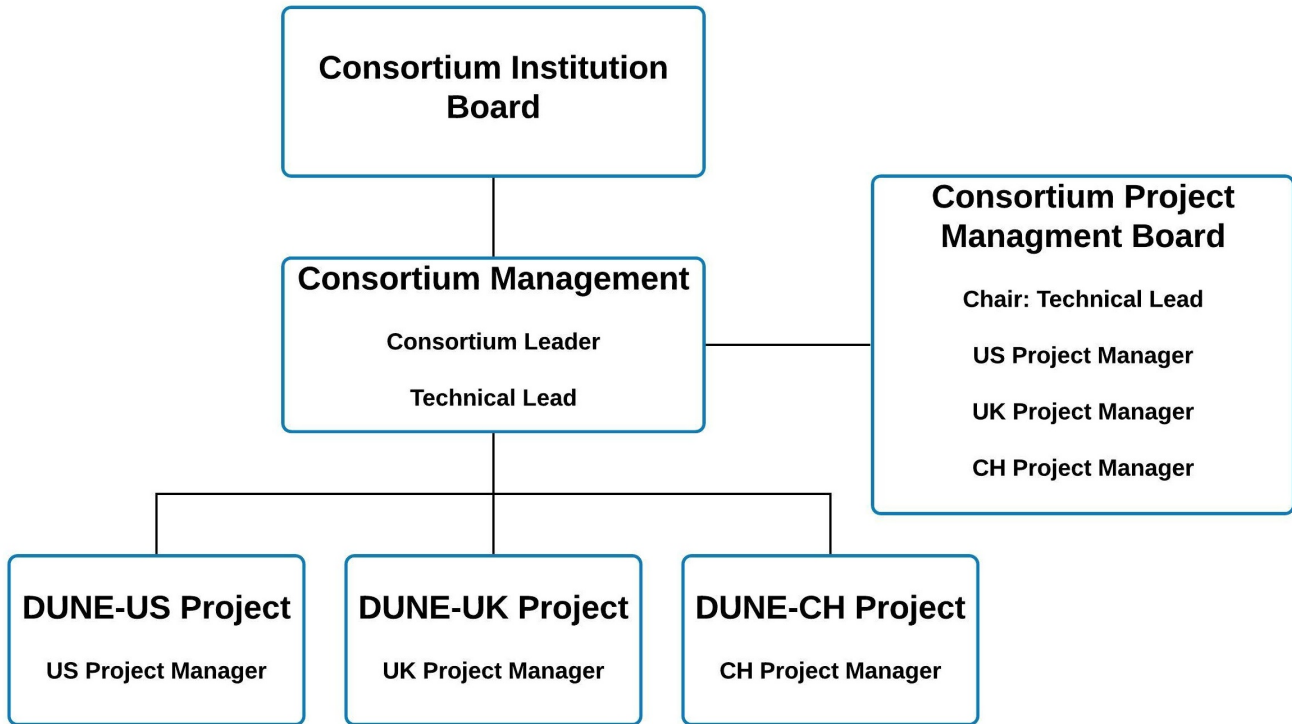 Consortium Institution
Board
Consortium Management
Consortium Leader
Technical Lead
Consortium Project
Managment Board
Chair: Technical Lead
US Project Manager
UK Project Manager
CH Project Manager
DUNE-US Project
US Project Manager
DUNE-UK Project
UK Project Manager
DUNE-CH Project
CH Project Manager